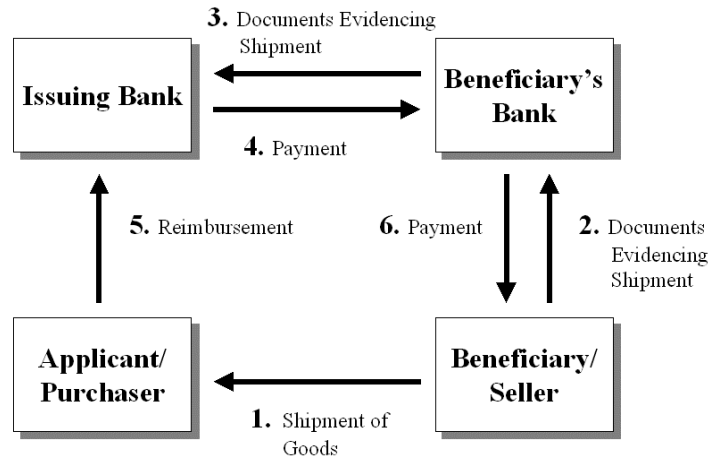 3. Documents Evidencing
Shipment
Issuing Bank
Beneficiary's
Bank
4. Payment
5. Reimbursement
6. Payment
2. Documents
Evidencing
Shipment
Applicant/
Purchaser
Beneficiary/
Seller
1. Shipment of
Goods